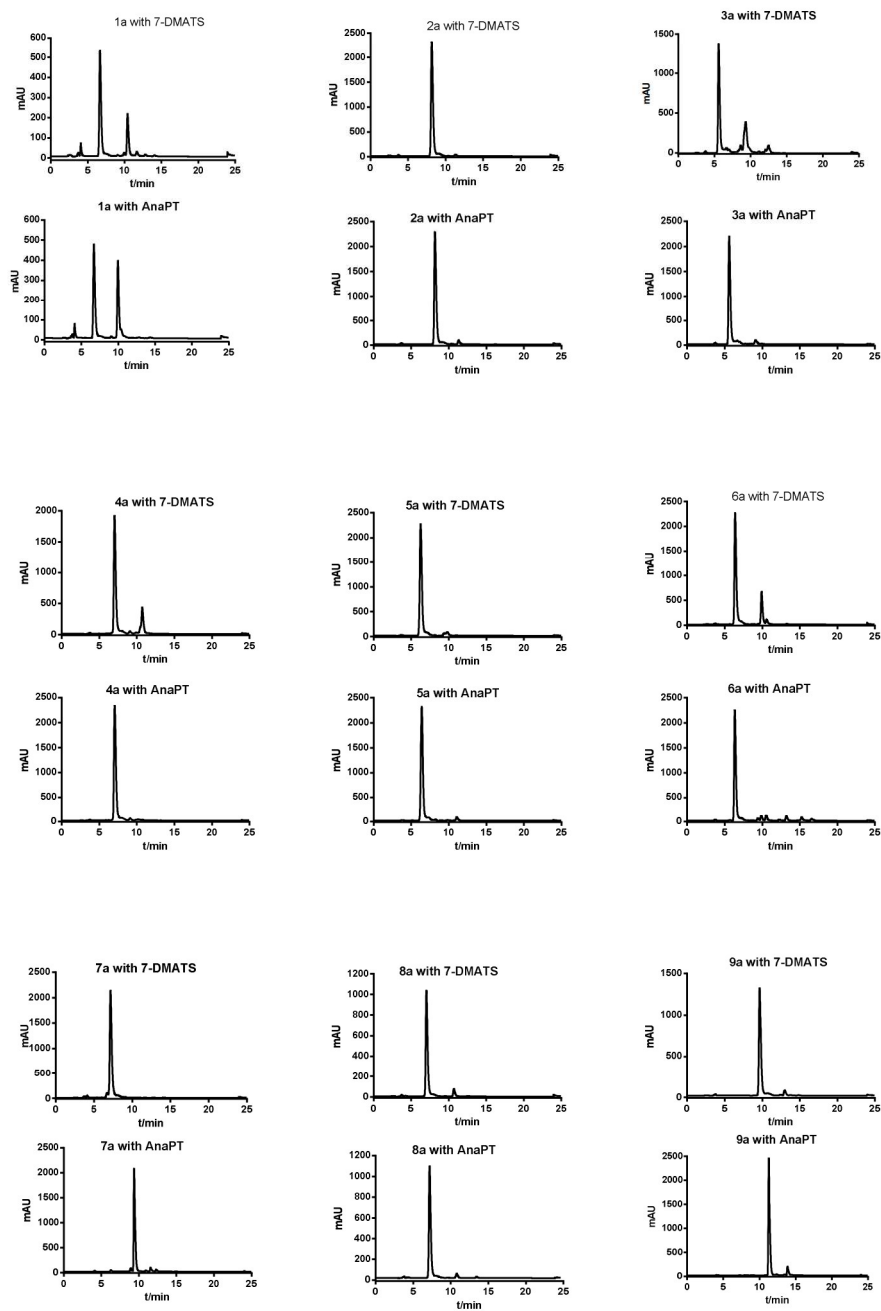 1a with 7-DMATS
600
500
400
300
200
100
0
mAU
0 5 10 15 20 25
t/min
2a with 7-DMATS
2500
2000
1500
1000
500
0
mAU
0 5 10 15 20 25
t/min
3a with 7-DMATS
1500
1000
500
0
mAU
0 5 10 15 20 25
t/min
1a with AnaPT
600
500
400
300
200
100
0
mAU
0 5 10 15 20 25
t/min
2a with AnaPT
2500
2000
1500
1000
500
0
mAU
0 5 10 15 20 25
t/min
3a with AnaPT
2500
2000
1500
1000
500
0
mAU
0 5 10 15 20 25
t/min
4a with 7-DMATS
2000
1500
1000
500
0
mAU
0 5 10 15 20 25
t/min
5a with 7-DMATS
2500
2000
1500
1000
500
0
mAU
0 5 10 15 20 25
t/min
6a with 7-DMATS
2500
2000
1500
1000
500
0
mAU
0 5 10 15 20 25
t/min
4a with AnaPT
2500
2000
1500
1000
500
0
mAU
0 5 10 15 20 25
t/min
5a with AnaPT
2500
2000
1500
1000
500
0
mAU
0 5 10 15 20 25
t/min
6a with AnaPT
2500
2000
1500
1000
500
0
mAU
0 5 10 15 20 25
t/min
7a with 7-DMATS
2500
2000
1500
1000
500
0
mAU
0 5 10 15 20 25
t/min
8a with 7-DMATS
1200
1000
800
600
400
200
0
mAU
0 5 10 15 20 25
t/min
9a with 7-DMATS
1500
1000
500
0
mAU
0 5 10 15 20 25
t/min
7a with AnaPT
2500
2000
1500
1000
500
0
mAU
0 5 10 15 20 25
t/min
8a with AnaPT
1200
1000
800
600
400
200
0
mAU
0 5 10 15 20 25
t/min
9a with AnaPT
2500
2000
1500
1000
500
0
mAU
0 5 10 15 20 25
t/min